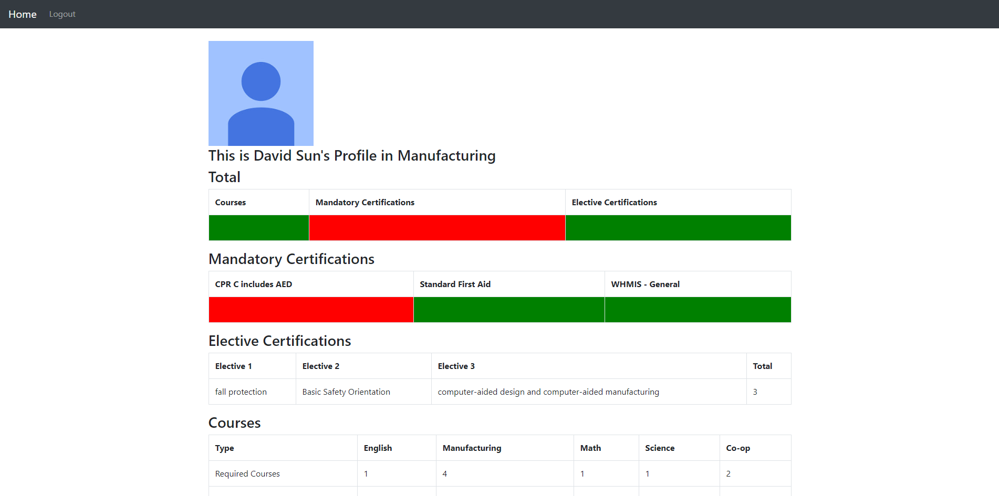 Home Logout
This is David Sun's Profile in Manufacturing
Total
Courses Mandatory Certifications Elective Certifications
Mandatory Certifications
CPR C includes AED Standard First Aid WHMIS - General
Elective Certifications
Elective 1 Elective 2 Elective 3 Total
fall protection Basic Safety Orientation computer-aided design and computer-aided manufacturing 3
Courses
Type English Manufacturing Math Science Co-op
Required Courses 1 4 1 1 2